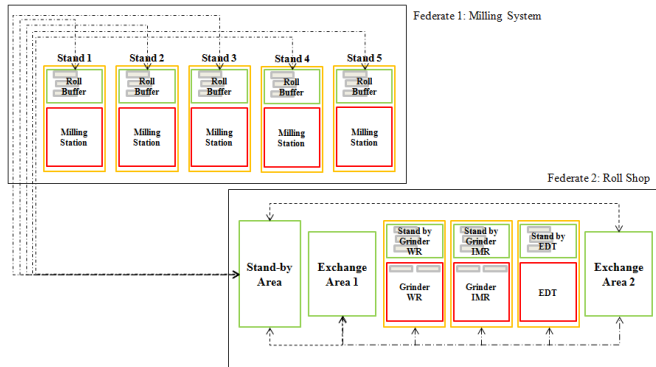 Federate 1: Milling System
Stand 1
Stand 2
Stand 3
Stand 4
Stand 5
Roll
Buffer
Roll
Buffer
Roll
Buffer
Roll
Buffer
Roll
Buffer
Milling
Station
Milling
Station
Milling
Station
Milling
Station
Milling
Station
Federate 2: Roll Shop
Stand-by
Area
Exchange
Area 1
Stand by
Grinder
WR
Grinder
WR
Stand by
Grinder
IMR
Grinder
IMR
Stand by
EDT
EDT
Exchange
Area 2